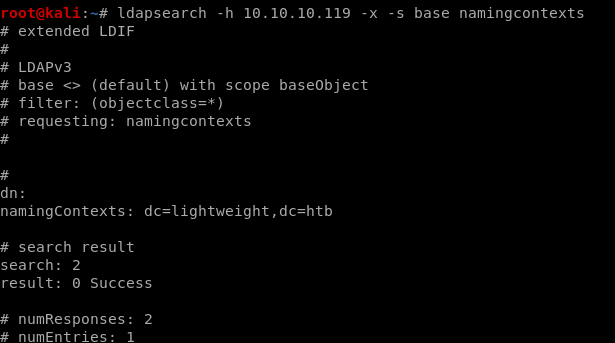 root@kali:~# ldapsearch -h 10.10.10.119 -x -s base namingcontexts
# extended LDIF
#
# LDAPv3
# base <> (default) with scope baseObject
# filter: (objectclass=*)
# requesting: namingcontexts
#
#
dn:
namingContexts: dc=lightweight,dc=htb
# search result
search: 2
result: 0 Success
# numResponses: 2
# numEntries: 1